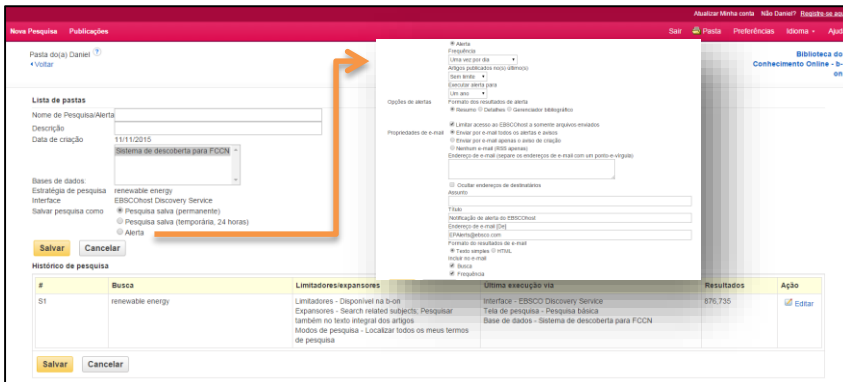 Atualizar Minha conta Não Daniel? Registre-se aqu
Nova Pesquisa Publicações
Sair Pasta Preferências Idioma Ajud
Pasta do(a) Daniel
Voltar
Biblioteca do
Conhecimento Online - b-
on
Lista de pastas
Nome de Pesquisa/Alerta
Descrição
Data de criação 11/11/2015
Sistema de descoberta para FCCN
Bases de dados:
Estratégia de pesquisa renewable energy
Interface EBSCOhost Discovery Service
Salvar pesquisa como Pesquisa salva (permanente)
Pesquisa salva (temporária, 24 horas)
Alerta
Salvar Cancelar
Alerta
Frequência
Uma vez por dia
Artigos publicados no(s) último(s):
Sem limite
Executar alerta para
Um ano
Opções de alertas Formato dos resultados de alerta
Resumo Detalhes Gerenciador bibliográfico
Limitar acesso ao EBSCOhost a somente arquivos enviados
Propriedades de e-mail Enviar por e-mail todos os alertas e avisos
Enviar por e-mail apenas o aviso de criação
Nenhum e-mail (RSS apenas)
Endereço de e-mail (separe os endereços de e-mail com um ponto-e-vírgula)
Ocultar endereços de destinatários
Assunto
Título
Notificação de alerta do EBSCOhost
Endereço de e-mail [De]
EPAlerts@ebsco.com
Formato do resultados de e-mail
Texto simples HTML
Incluir no e-mail
Busca
Frequência
Histórico de pesquisa
# Busca Limitadores/expansores Última execução via Resultados Ação
S1 renewable energy Limitadores - Disponível na b-on Interface - EBSCO Discovery Service 876,735 Editar
Expansores - Search related subjects; Pesquisar Tela de pesquisa - Pesquisa básica
também no texto integral dos artigos Base de dados - Sistema de descoberta para FCCN
Modos de pesquisa - Localizar todos os meus termos
de pesquisa
Salvar Cancelar